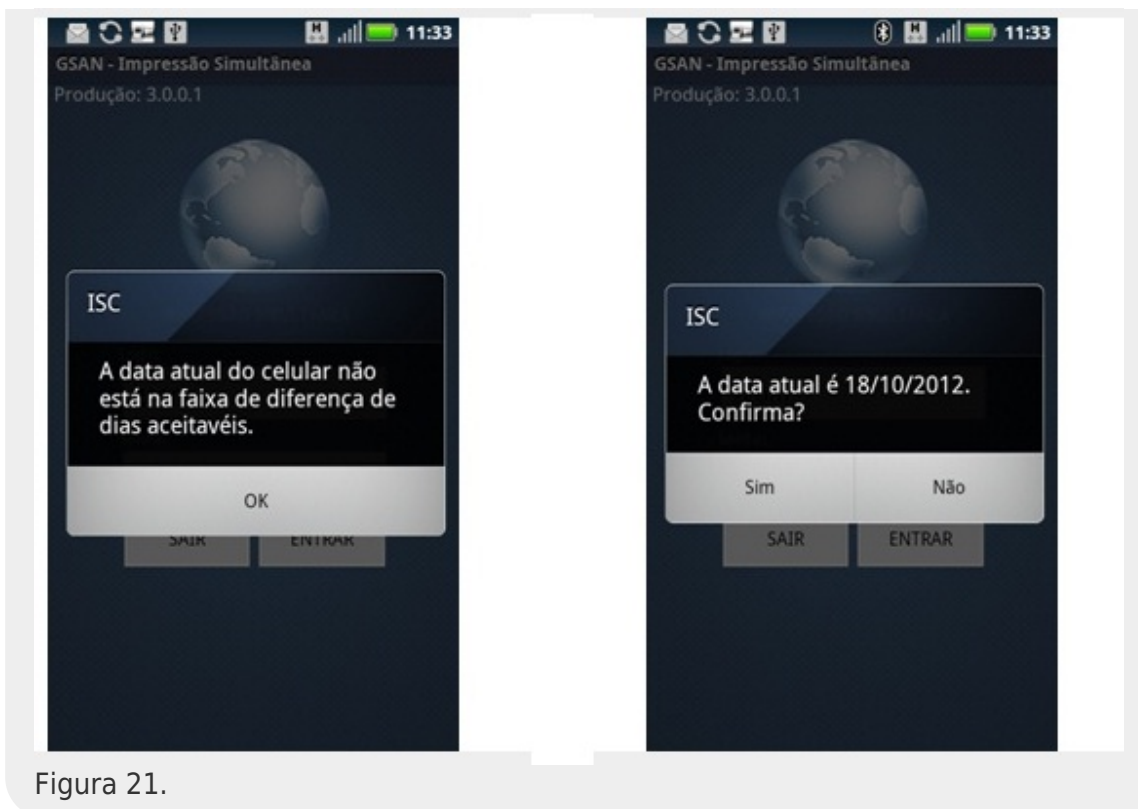 11:33
GSAN - Impressão Simultânea
Produção: 3.0.0.1
ISC
A data atual do celular não
está na faixa de diferença de
dias aceitavéis.
OK
SAIR ENTRAR
11:33
GSAN - Impressão Simultânea
Produção: 3.0.0.1
ISC
A data atual é 18/10/2012.
Confirma?
Sim Não
SAIR ENTRAR
Figura 21.